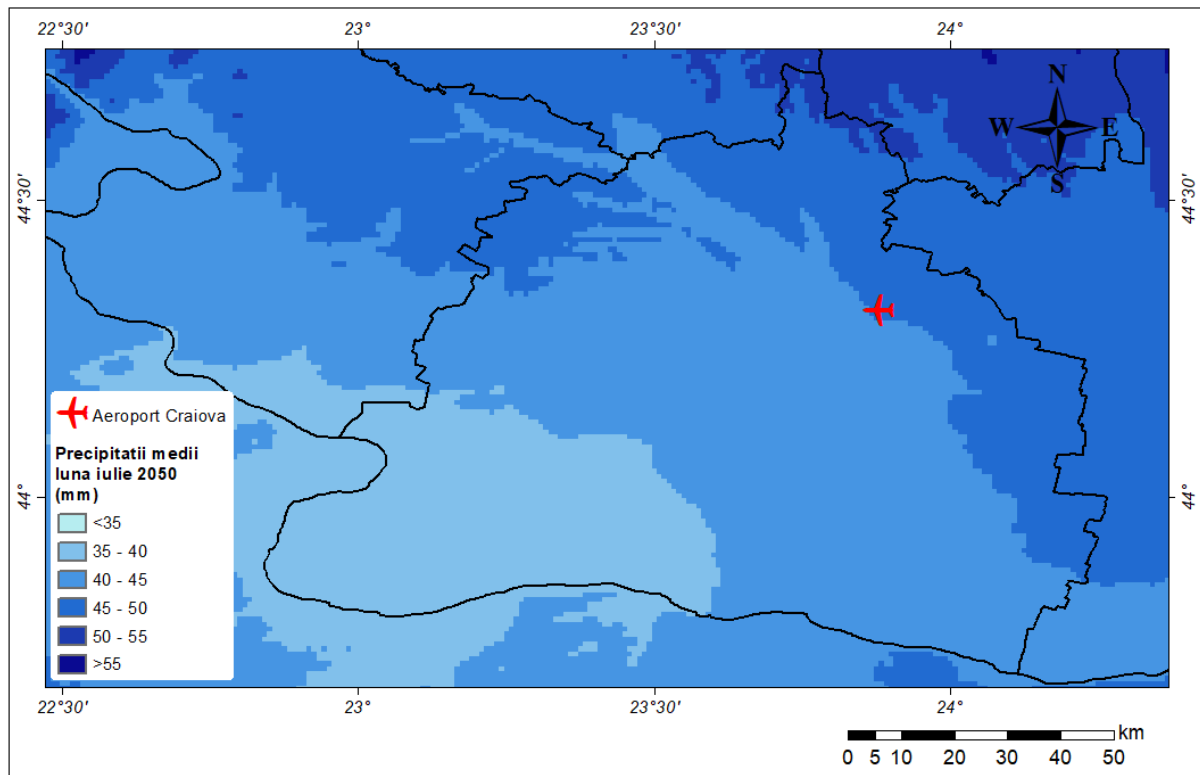 22°30'
23°
23°30'
24°
N
W
E
S
44°30'
44°30'
44°
44°
Aeroport Craiova
Precipitatii medii
luna iulie 2050
(mm)
<35
35 - 40
40 - 45
45 - 50
50 - 55
>55
22°30'
23°
23°30'
24°
km
0 5 10 20 30 40 50